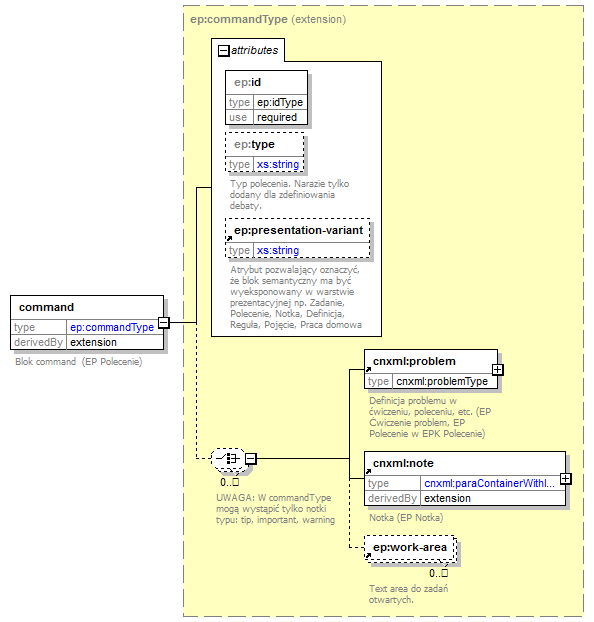 ep:commandType (extension)
attributes
ep:id
type ep:idType
use required
ep:type
type xs:string
Typ polecenia. Narazie tylko
dodany dla zdefiniowania
debaty.
ep:presentation-variant
type xs:string
Atrybut pozwalający oznaczyć,
że blok semantyczny ma być
wyeksponowany w warstwie
prezentacyjnej np. Zadanie,
Polecenie, Notka, Definicja,
Reguła, Pojęcie, Praca domowa
command
type ep:commandType
derivedBy extension
Blok command (EP Polecenie)
cnxml:problem
type cnxml:problemType
Definicja problemu w
ćwiczeniu, poleceniu, etc. (EP
Ćwiczenie problem, EP
Polecenie w EPK Polecenie)
0..
UWAGA: W commandType
mogą wystąpić tylko notki
typu: tip, important, warning
cnxml:note
type cnxml:paraContainerWithI...
derivedBy extension
Notka (EP Notka)
ep:work-area
0..
Text area do zadań
otwartych.